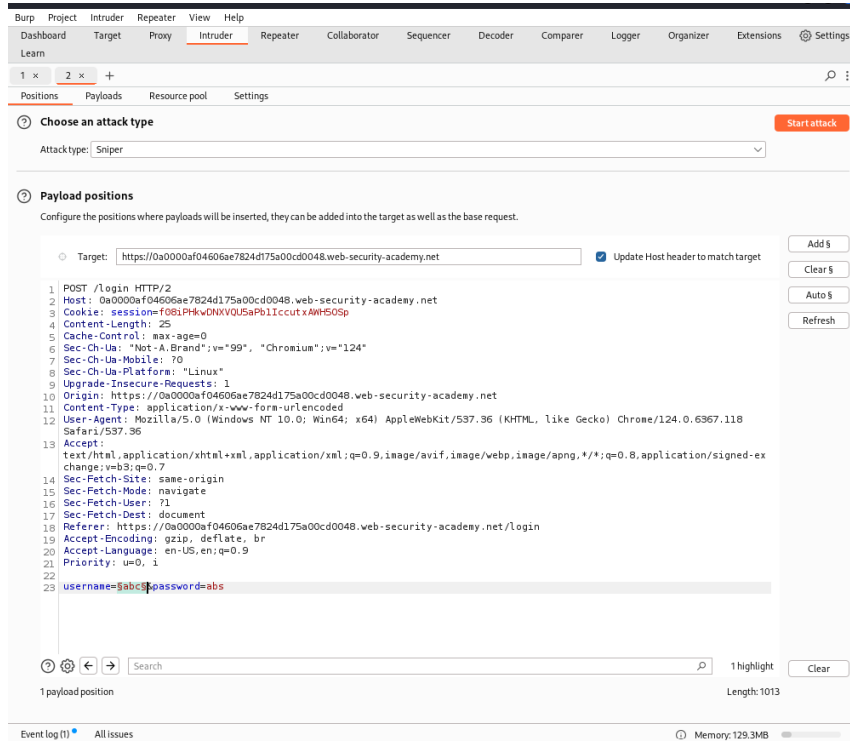 Burp Project Intruder Repeater View Help
Dashboard Target Proxy Intruder Repeater Collaborator Sequencer Decoder Comparer Logger Organizer Extensions Settings
Learn
1 × 2 × +
Positions Payloads Resource pool Settings
? Choose an attack type
Start attack
Attack type: Sniper
? Payload positions
Configure the positions where payloads will be inserted, they can be added into the target as well as the base request.
Add §
Target: https://0a0000af04606ae7824d175a00cd0048.web-security-academy.net Update Host header to match target
Clear §
Auto §
Refresh
1 POST /login HTTP/2
2 Host: 0a0000af04606ae7824d175a00cd0048.web-security-academy.net
3 Cookie: session=f08iPHkwDNXVQU5aPb1IccutxAWH5OSp
4 Content-Length: 25
5 Cache-Control: max-age=0
6 Sec-Ch-Ua: "Not-A.Brand";v="99", "Chromium";v="124"
7 Sec-Ch-Ua-Mobile: ?0
8 Sec-Ch-Ua-Platform: "Linux"
9 Upgrade-Insecure-Requests: 1
10 Origin: https://0a0000af04606ae7824d175a00cd0048.web-security-academy.net
11 Content-Type: application/x-www-form-urlencoded
12 User-Agent: Mozilla/5.0 (Windows NT 10.0; Win64; x64) AppleWebKit/537.36 (KHTML, like Gecko) Chrome/124.0.6367.118
Safari/537.36
13 Accept:
text/html,application/xhtml+xml,application/xml;q=0.9,image/avif,image/webp,image/apng,*/*;q=0.8,application/signed-ex
change;v=b3;q=0.7
14 Sec-Fetch-Site: same-origin
15 Sec-Fetch-Mode: navigate
16 Sec-Fetch-User: ?1
17 Sec-Fetch-Dest: document
18 Referer: https://0a0000af04606ae7824d175a00cd0048.web-security-academy.net/login
19 Accept-Encoding: gzip, deflate, br
20 Accept-Language: en-US,en;q=0.9
21 Priority: u=0, i
22
23 username=§abc§&password=abs
? Search 1 highlight Clear
1 payload position Length: 1013
Event log (1) All issues Memory: 129.3MB